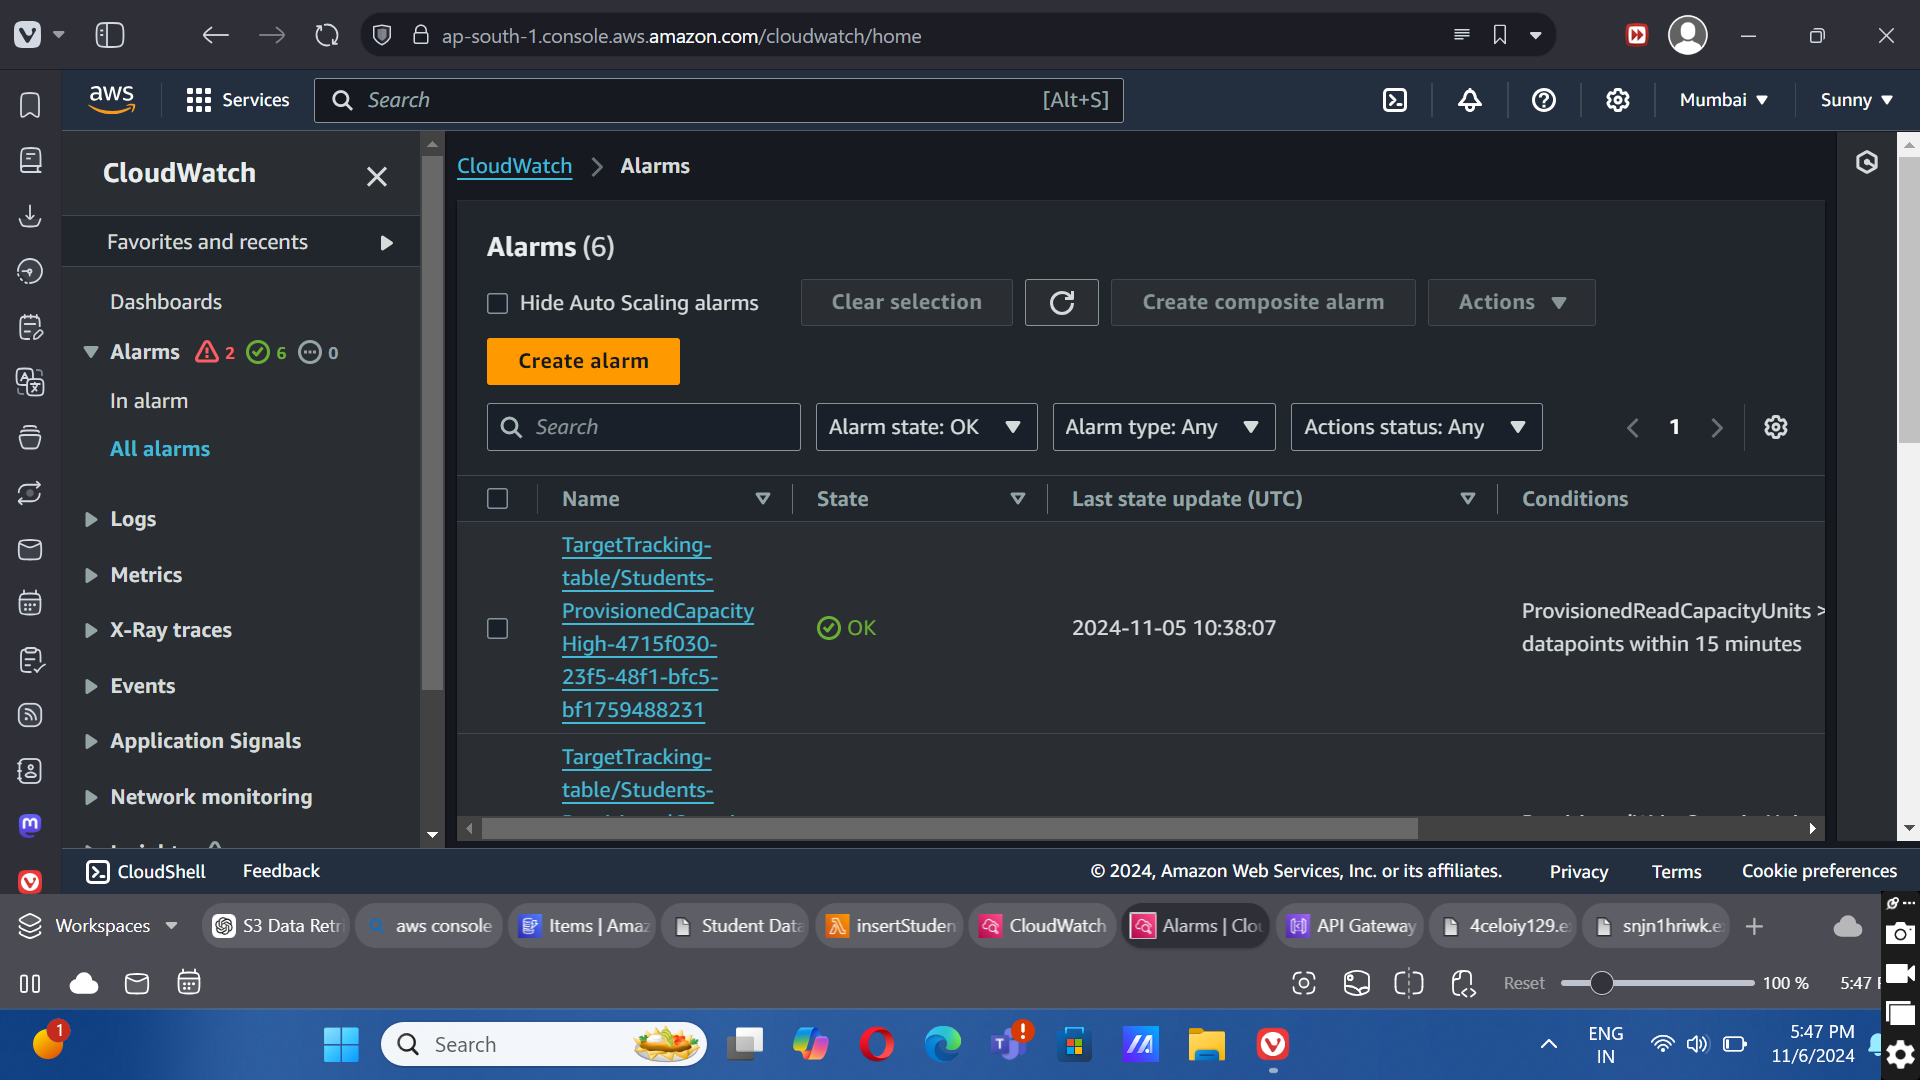 ap-south-1.console.aws.amazon.com/cloudwatch/home
aws
Services
Search
[Alt+S]
Mumbai
Sunny
CloudWatch
Favorites and recents
Dashboards
Alarms 2 6 0
In alarm
All alarms
Logs
Metrics
X-Ray traces
Events
Application Signals
Network monitoring
CloudWatch
Alarms
Alarms (6)
Hide Auto Scaling alarms
Clear selection
Create composite alarm
Actions
Create alarm
Search
Alarm state: OK
Alarm type: Any
Actions status: Any
1
Name
State
Last state update (UTC)
Conditions
TargetTracking-
table/Students-
ProvisionedCapacity
High-4715f030-
23f5-48f1-bfc5-
bf1759488231
OK
2024-11-05 10:38:07
ProvisionedReadCapacityUnits >
datapoints within 15 minutes
TargetTracking-
table/Students-
CloudShell
Feedback
© 2024, Amazon Web Services, Inc. or its affiliates.
Privacy
Terms
Cookie preferences
Workspaces
S3 Data Retri
aws console
Items | Amaz
Student Data
insertStuden
CloudWatch
Alarms | Clou
API Gateway
4celoiy129.e
snjn1hriwk.e
Reset
100 %
5:47
1
Search
ENG
IN
5:47 PM
11/6/2024